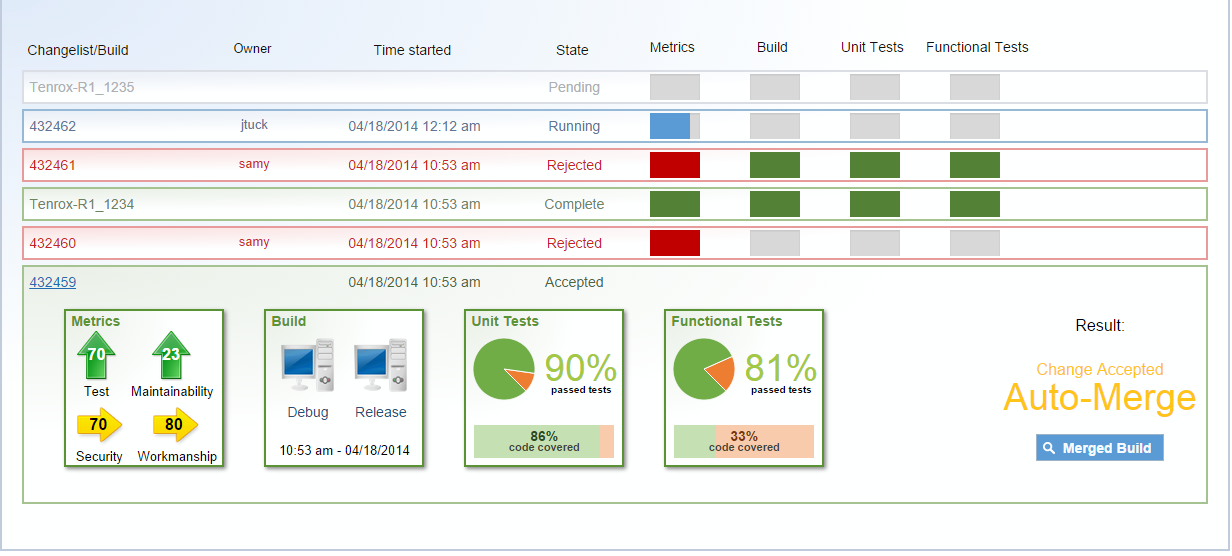 Changelist/Build Owner Time started State Metrics Build Unit Tests Functional Tests
Tenrox-R1_1235 Pending
432462 jtuck 04/18/2014 12:12 am Running
432461 samy 04/18/2014 10:53 am Rejected
Tenrox-R1_1234 04/18/2014 10:53 am Complete
432460 samy 04/18/2014 10:53 am Rejected
432459 04/18/2014 10:53 am Accepted
Metrics
70 23
Test Maintainability
70 80
Security Workmanship
Build
Debug Release
10:53 am - 04/18/2014
Unit Tests
90%
passed tests
86%
code covered
Functional Tests
81%
passed tests
33%
code covered
Result:
Change Accepted
Auto-Merge
Merged Build